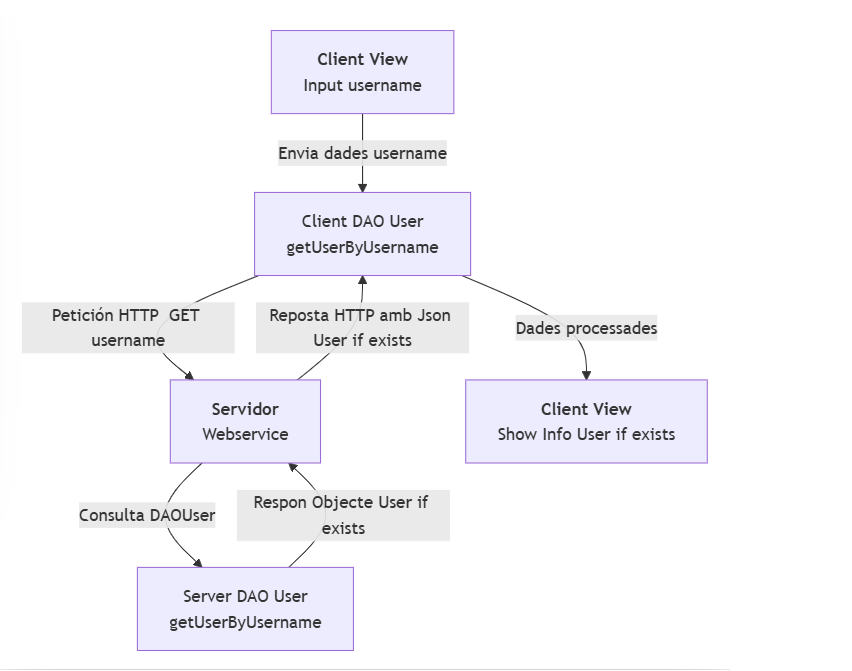 Client View
Input username
Envia dades username
Client DAO User
getUserByUsername
Petición HTTP  GET
username
Reposta HTTP amb Json
User if exists
Dades processades
Servidor
Webservice
Client View
Show Info User if exists
Consulta DAOUser
Respon Objecte User if
exists
Server DAO User
getUserByUsername